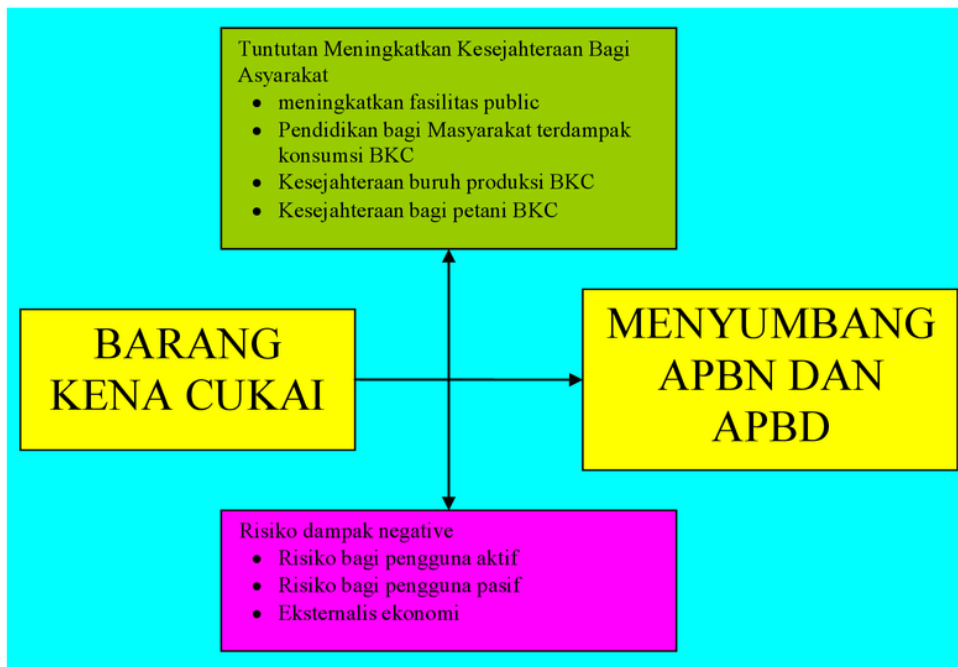 Tuntutan Meningkatkan Kesejahteraan Bagi
Asyarakat
• meningkatkan fasilitas public
• Pendidikan bagi Masyarakat terdampak
konsumsi BKC
• Kesejahteraan buruh produksi BKC
• Kesejahteraan bagi petani BKC
BARANG
KENA CUKAI
MENYUMBANG
APBN DAN
APBD
Risiko dampak negative
• Risiko bagi pengguna aktif
• Risiko bagi pengguna pasif
• Eksternalis ekonomi